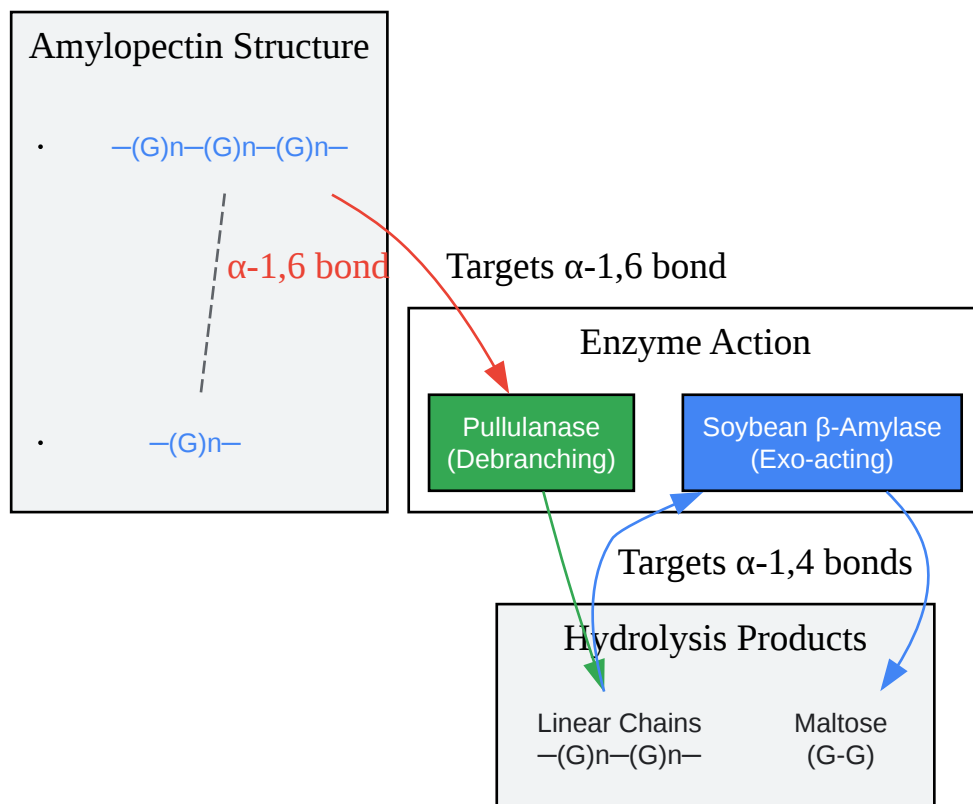 Amylopectin Structure
· —(G)n—(G)n—(G)n—
α-1,6 bond
Targets α-1,6 bond
· —(G)n—
Enzyme Action
Pullulanase
(Debranching)
Soybean β-Amylase
(Exo-acting)
Targets α-1,4 bonds
Hydrolysis Products
Linear Chains
—(G)n—(G)n—
Maltose
(G-G)